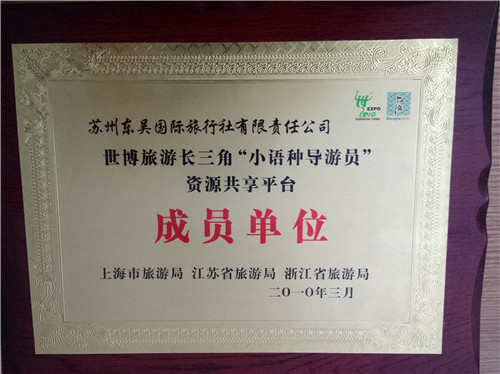 EXPO
2010
SHANGHAI CHINA
苏州东吴国际旅行社有限责任公司
世博旅游长三角“小语种导游员”
资源共享平台
成员单位
上海市旅游局 江苏省旅游局 浙江省旅游局
二〇一〇年三月